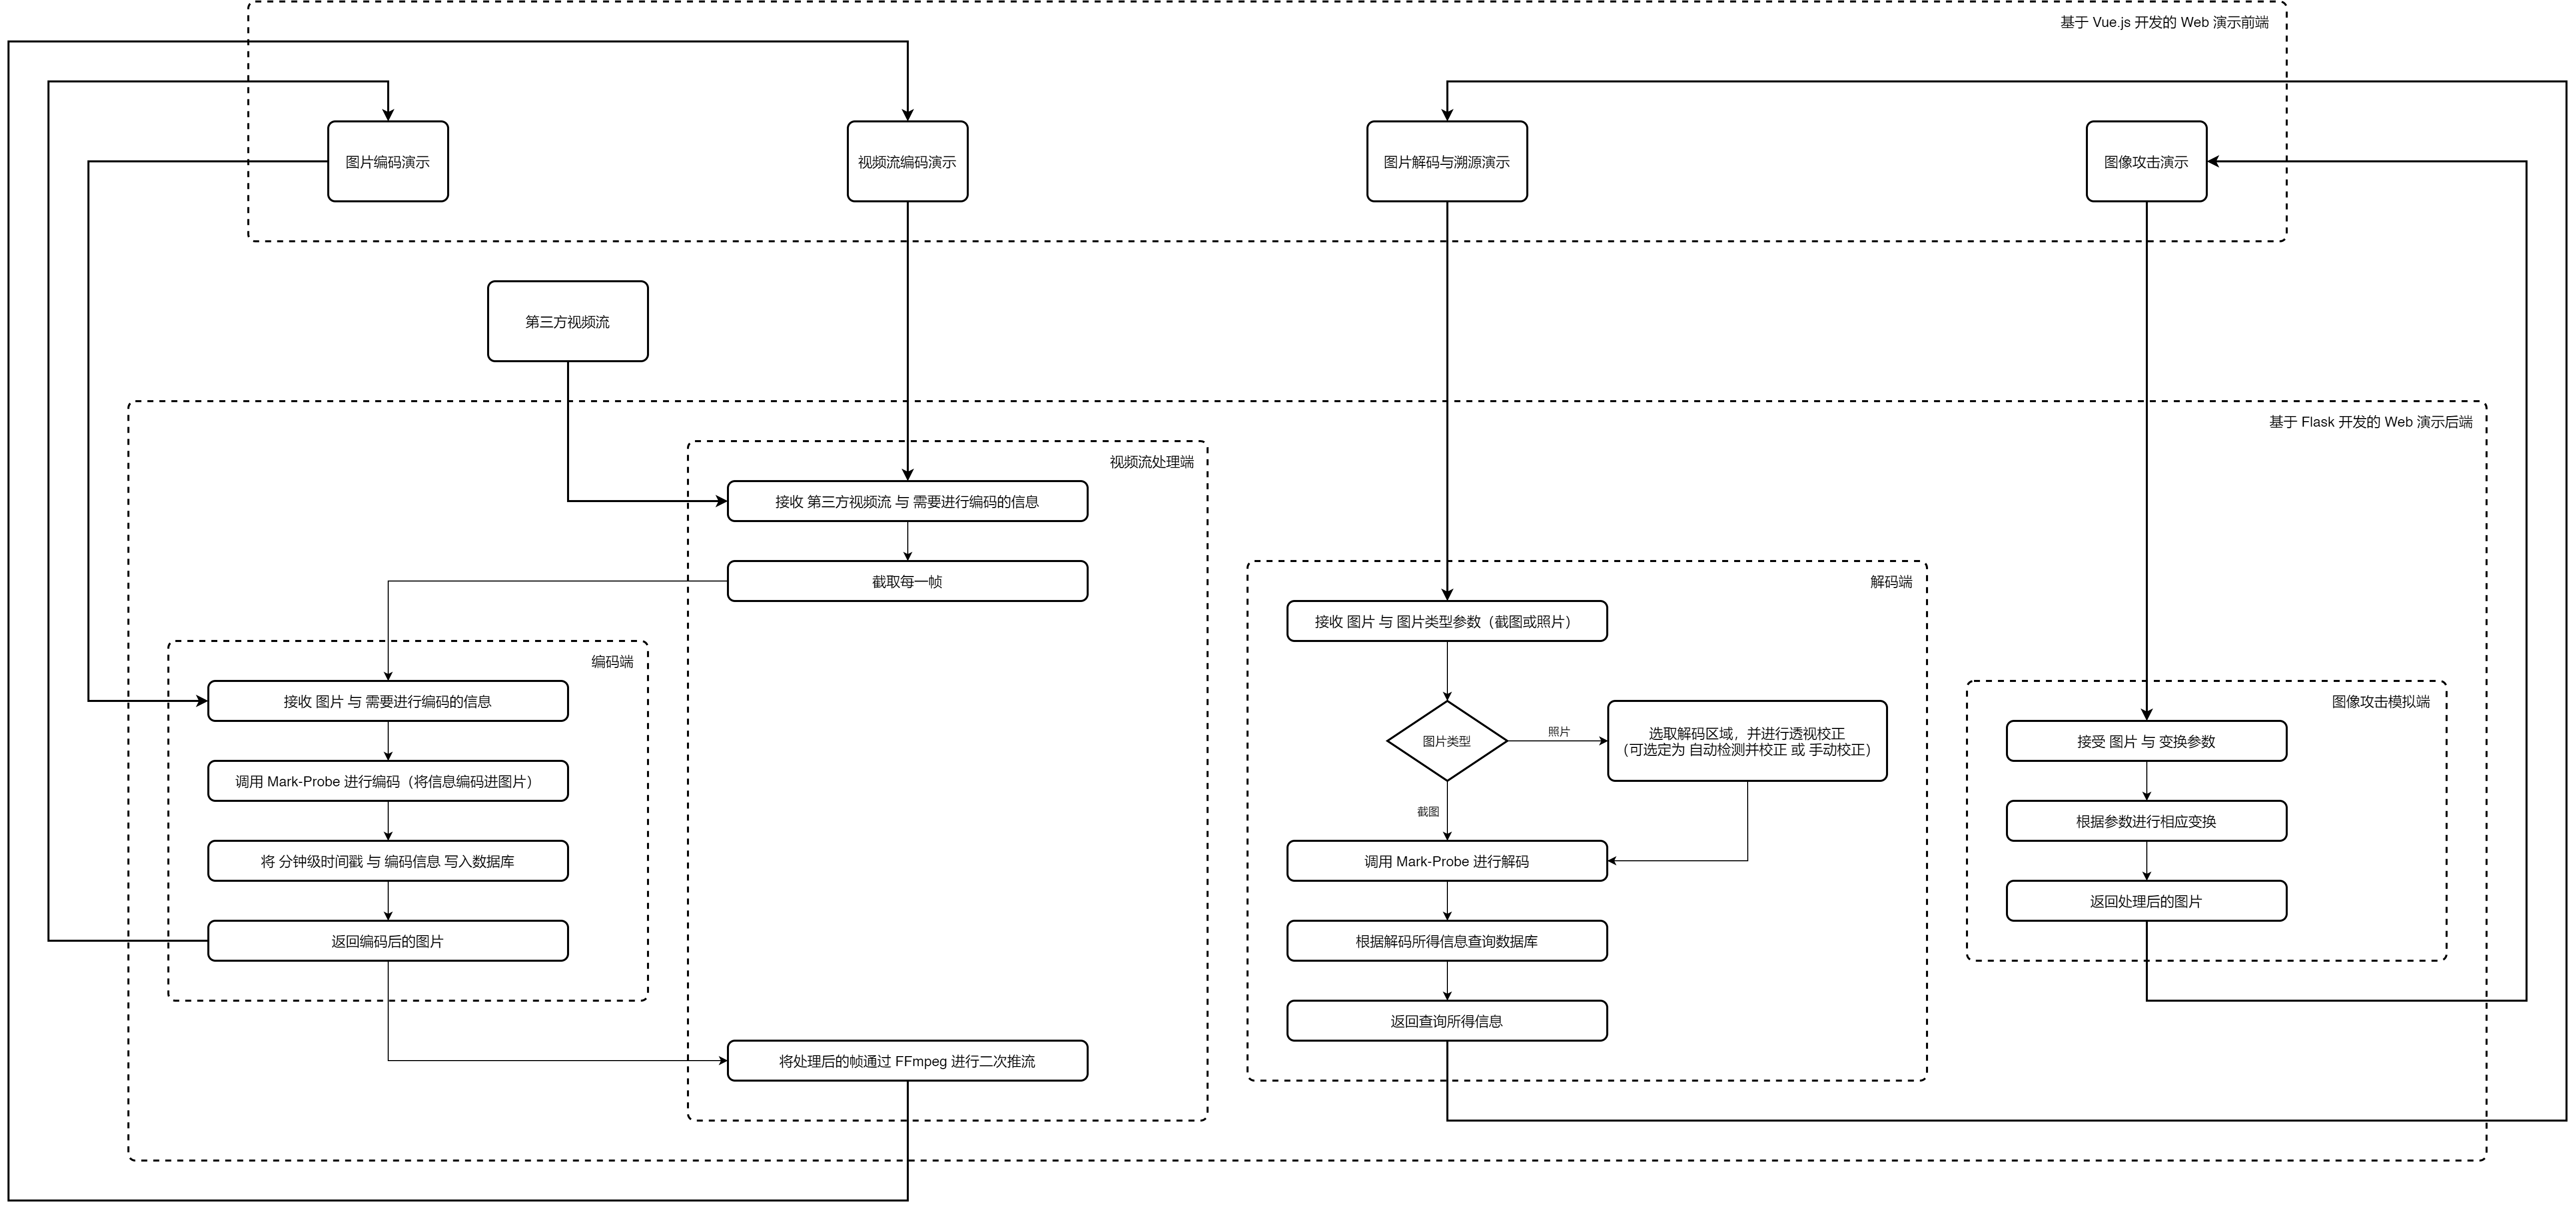 基于 Vue.js 开发的 Web 演示前端
图片编码演示
视频流编码演示
图片解码与溯源演示
图像攻击演示
第三方视频流
基于 Flask 开发的 Web 演示后端
视频流处理端
接收 第三方视频流 与 需要进行编码的信息
截取每一帧
编码端
接收 图片 与 需要进行编码的信息
调用 Mark-Probe 进行编码（将信息编码进图片）
将 分钟级时间戳 与 编码信息 写入数据库
返回编码后的图片
将处理后的帧通过 FFmpeg 进行二次推流
解码端
接收 图片 与 图片类型参数（截图或照片）
图片类型
照片
选取解码区域，并进行透视校正
（可选定为 自动检测并校正 或 手动校正）
截图
调用 Mark-Probe 进行解码
根据解码所得信息查询数据库
返回查询所得信息
图像攻击模拟端
接受 图片 与 变换参数
根据参数进行相应变换
返回处理后的图片